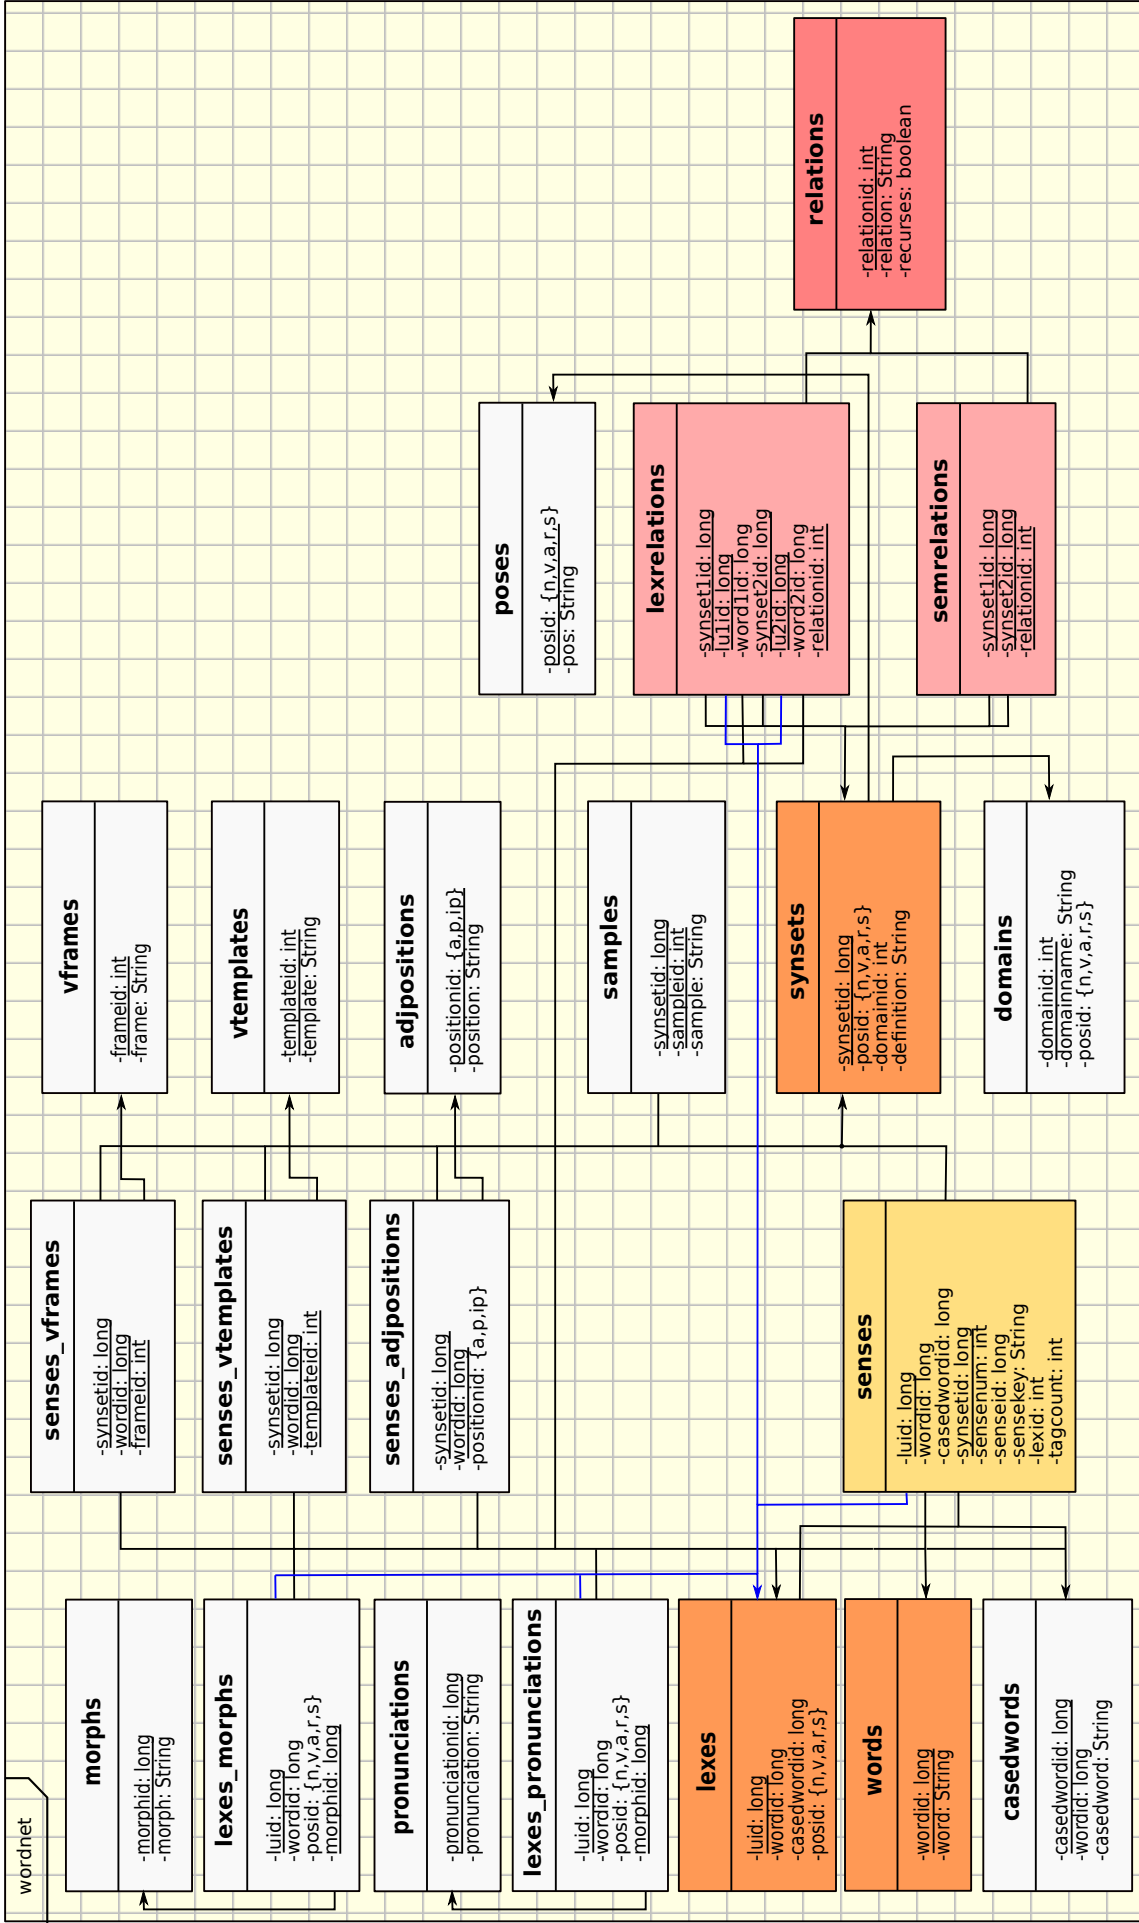 wordnet
morphs
-morphid: long
-morph: String
lexes_morphs
-luid: long
-wordid: long
-posid: {n,v,a,r,s}
-morphid: long
pronunciations
-pronunciationid: long
-pronunciation: String
lexes_pronunciations
-luid: long
-wordid: long
-posid: {n,v,a,r,s}
-morphid: long
lexes
-luid: long
-wordid: long
-casedwordid: long
-posid: {n,v,a,r,s}
words
-wordid: long
-word: String
casedwords
-casedwordid: long
-wordid: long
-casedword: String
senses_vframes
-synsetid: long
-wordid: long
-frameid: int
senses_vtemplates
-synsetid: long
-wordid: long
-templateid: int
senses_adjpositions
-synsetid: long
-wordid: long
-positionid: {a,p,ip}
senses
-luid: long
-wordid: long
-casedwordid: long
-synsetid: long
-sensenum: int
-senseid: long
-sensekey: String
-lexid: int
-tagcount: int
vframes
-frameid: int
-frame: String
vtemplates
-templateid: int
-template: String
adjpositions
-positionid: {a,p,ip}
-position: String
samples
-synsetid: long
-sampleid: int
-sample: String
synsets
-synsetid: long
-posid: {n,v,a,r,s}
-domainid: int
-definition: String
domains
-domainid: int
-domainname: String
-posid: {n,v,a,r,s}
poses
-posid: {n,v,a,r,s}
-pos: String
lexrelations
-synset1id: long
-lu1id: long
-word1id: long
-synset2id: long
-lu2id: long
-word2id: long
-relationid: int
semrelations
-synset1id: long
-synset2id: long
-relationid: int
relations
-relationid: int
-relation: String
-recurses: boolean